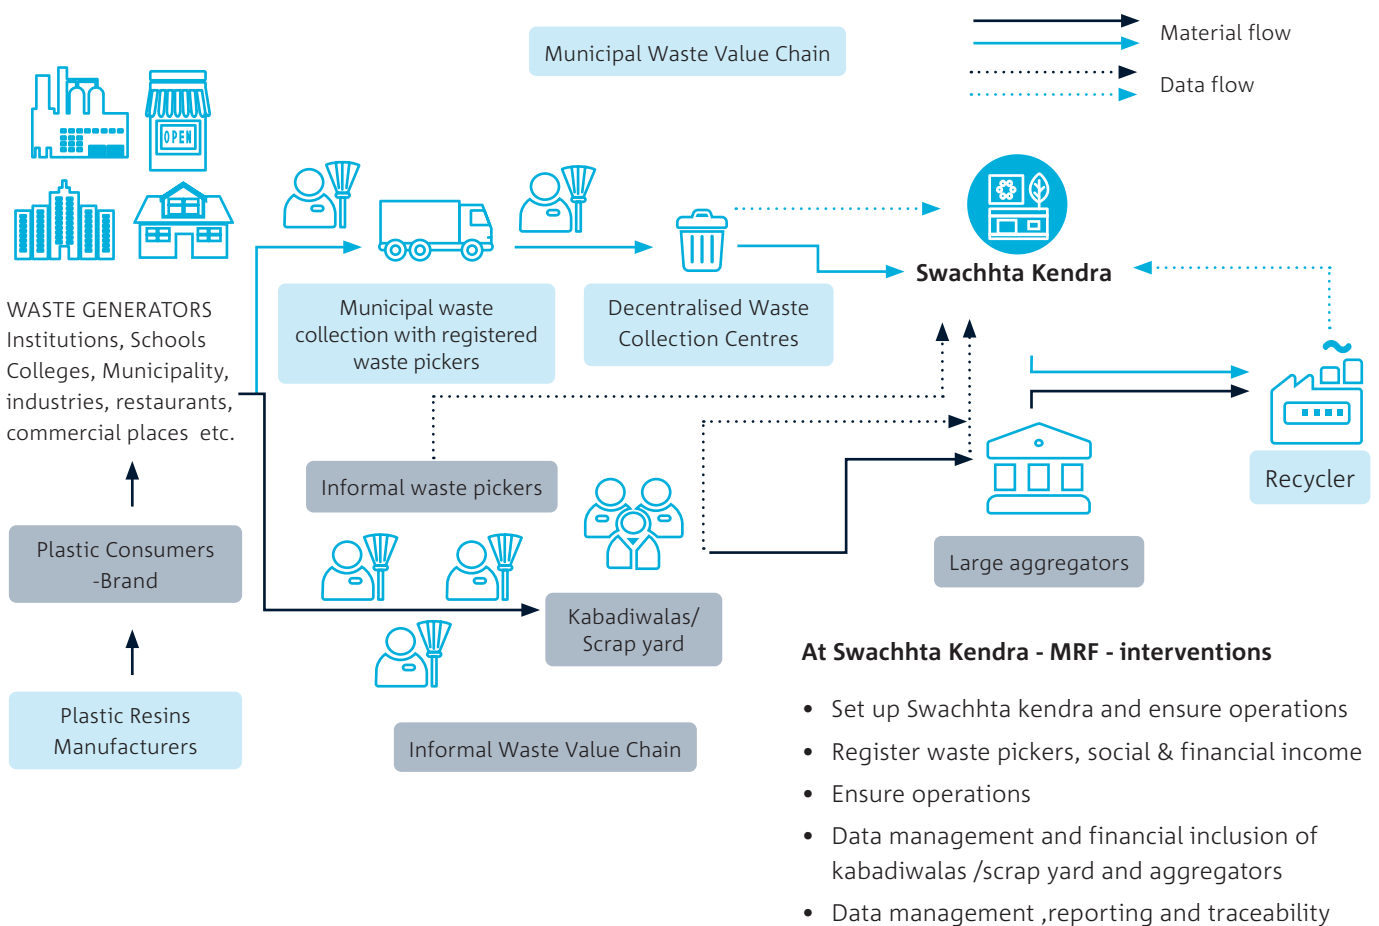 Municipal Waste Value Chain
Material flow
Data flow
OPEN
WASTE GENERATORS
Institutions, Schools
Colleges, Municipality,
industries, restaurants,
commercial places etc.
Municipal waste
collection with registered
waste pickers
Decentralised Waste
Collection Centres
Swachhta Kendra
Informal waste pickers
Recycler
Plastic Consumers
-Brand
Large aggregators
Kabadiwalas/
Scrap yard
Plastic Resins
Manufacturers
Informal Waste Value Chain
At Swachhta Kendra - MRF - interventions
• Set up Swachhta kendra and ensure operations
• Register waste pickers, social & financial income
• Ensure operations
• Data management and financial inclusion of
kabadiwalas /scrap yard and aggregators
• Data management ,reporting and traceability